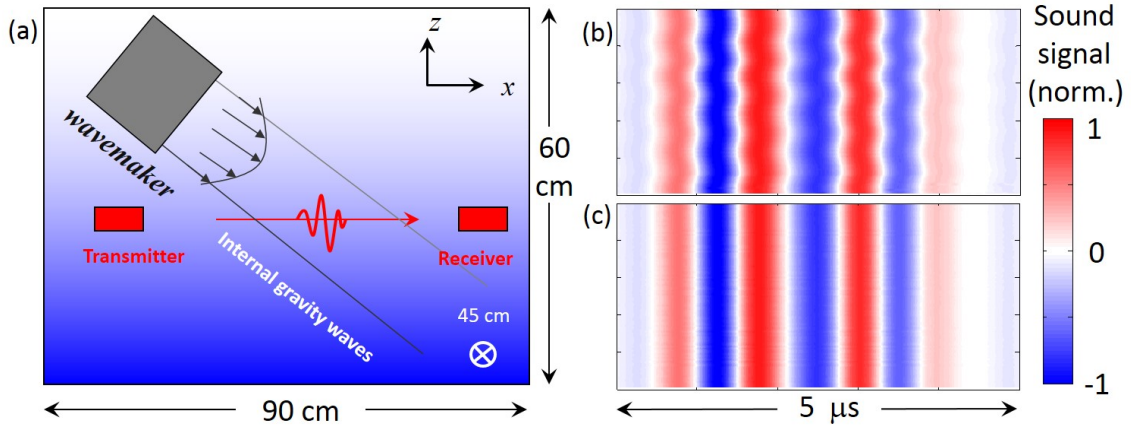 (a)
z
x
wavemaker
Transmitter
Receiver
Internal gravity waves
45 cm
90 cm
60
cm
(b)
(c)
5 μs
Sound
signal
(norm.)
1
0
-1